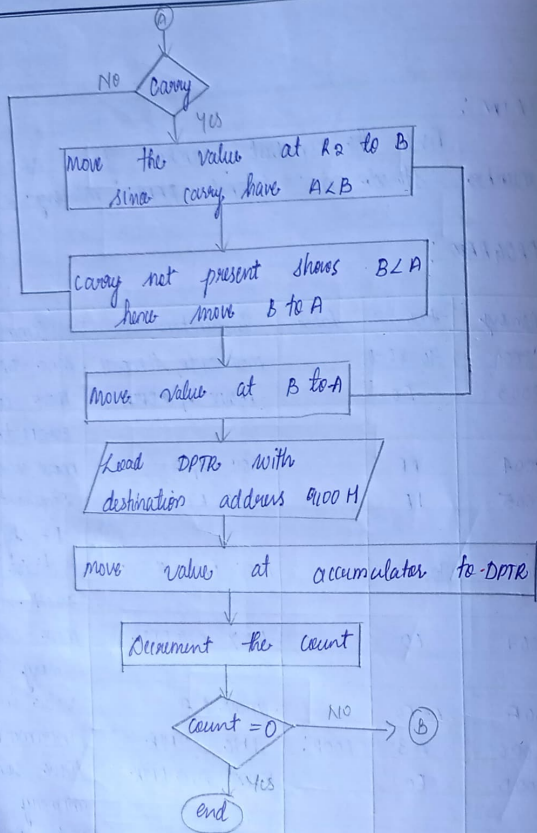 A
NO
Carry
Yes
Move the value at R2 to B
since carry, have A<B
Carry not present shows B<A
hence move B to A
Move value at B to A
Load DPTR with
destination address 9100 H
Move value at accumulator to DPTR
Decrement the count
count = 0
NO
B
Yes
end